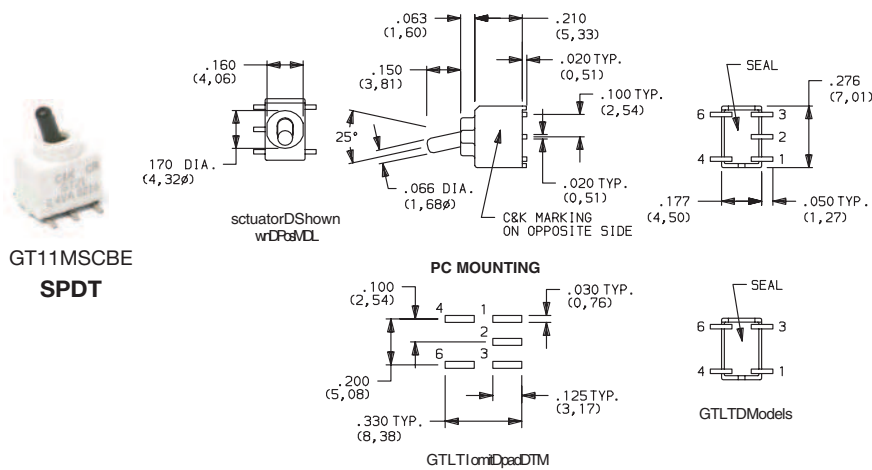 .063
(1,60)
.210
(5,33)
.160
(4,06)
.150
(3,81)
.020 TYP.
(0,51)
.100 TYP.
(2,54)
SEAL
.276
(7,01)
6
3
2
4
1
25°
170 DIA.
(4,32ø)
.066 DIA.
(1,68ø)
.020 TYP.
(0,51)
.177
(4,50)
.050 TYP.
(1,27)
C&K MARKING
ON OPPOSITE SIDE
sctuatorDShown
C&K
GT11MSCBE
SPDT
PC MOUNTING
.100
(2,54)
4
1
.030 TYP.
(0,76)
2
6
3
.200
(5,08)
.125 TYP.
(3,17)
.330 TYP.
(8,38)
SEAL
6
3
4
1
GTLTDModels